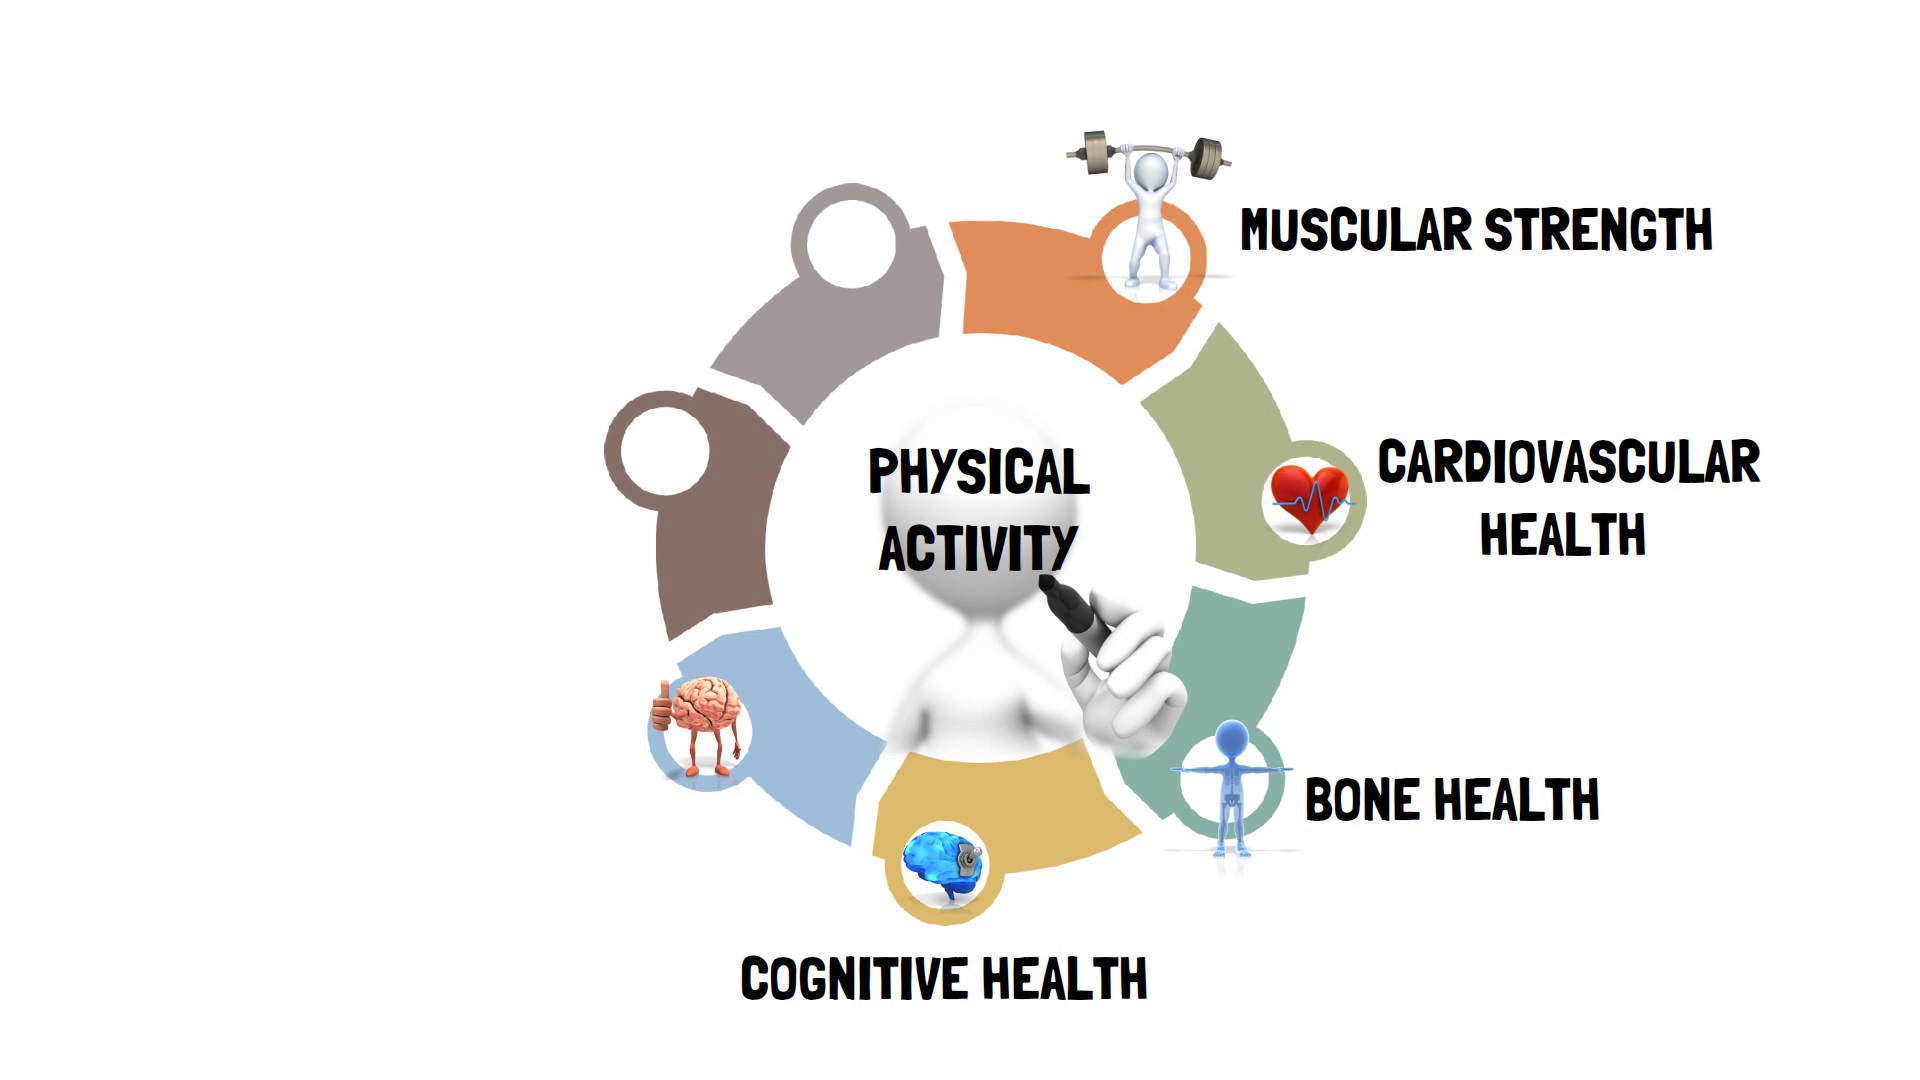 MUSCULAR STRENGTH
CARDIOVASCULAR
HEALTH
PHYSICAL
ACTIVITY
BONE HEALTH
COGNITIVE HEALTH